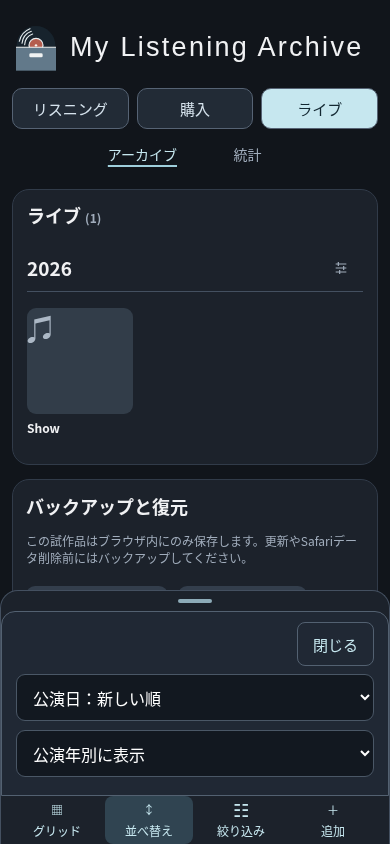 My Listening Archive
リスニング
購入
ライブ
アーカイブ
統計
ライブ (1)
2026
Show
バックアップと復元
この試作品はブラウザ内にのみ保存します。更新やSafariデー
タ削除前にはバックアップしてください。
閉じる
公演日：新しい順
公演年別に表示
グリッド
並べ替え
絞り込み
追加